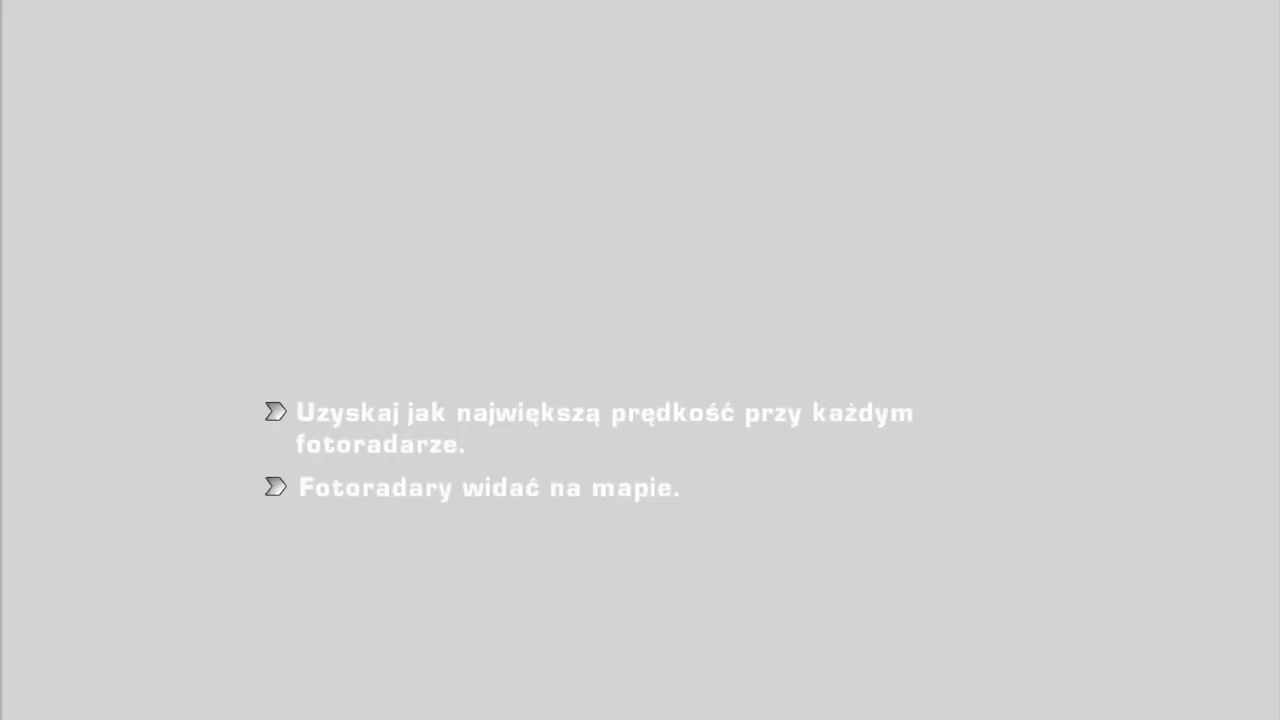 Uzyskaj jak największą prędkość przy każdym
fotoradarze.
Fotoradary widać na mapie.